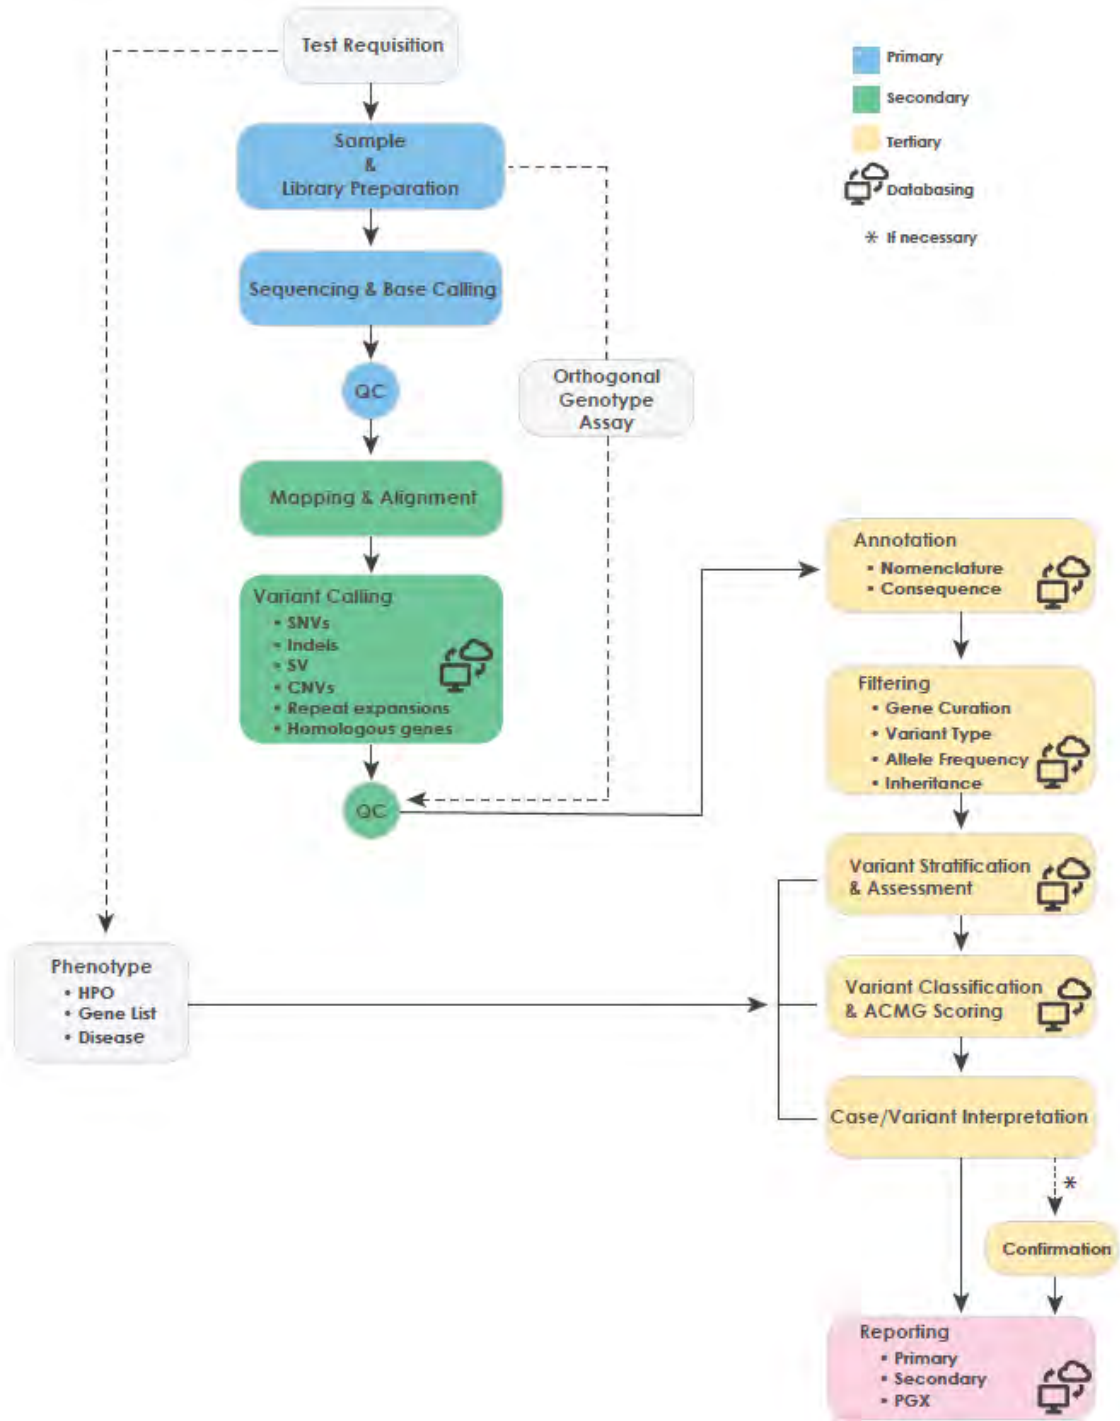 Test Requisition
Primary
Secondary
Tertiary
Databasing
* If necessary
Sample
&
Library Preparation
Sequencing & Base Calling
QC
Orthogonal
Genotype
Assay
Mapping & Alignment
Variant Calling
• SNVs
• Indels
• SV
• CNVs
• Repeat expansions
• Homologous genes
QC
Annotation
• Nomenclature
• Consequence
Filtering
• Gene Curation
• Variant Type
• Allele Frequency
• Inheritance
Variant Stratification
& Assessment
Phenotype
• HPO
• Gene List
• Disease
Variant Classification
& ACMG Scoring
Case/Variant Interpretation
*
Confirmation
Reporting
• Primary
• Secondary
• PGX